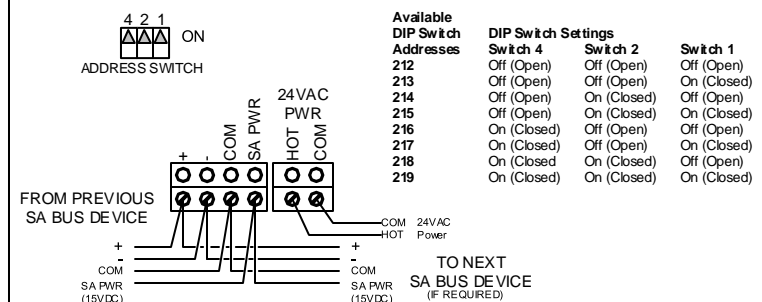 4 2 1 ON
ADDRESS SWITCH
Available
DIP Switch DIP Switch Settings
Addresses Switch 4 Switch 2 Switch 1
212 Off (Open) Off (Open) Off (Open)
213 Off (Open) Off (Open) On (Closed)
214 Off (Open) On (Closed) Off (Open)
215 Off (Open) On (Closed) On (Closed)
216 On (Closed) Off (Open) Off (Open)
217 On (Closed) Off (Open) On (Closed)
218 On (Closed On (Closed) Off (Open)
219 On (Closed) On (Closed) On (Closed)
24VAC
PWR
+ - COM SA PWR HOT COM
FROM PREVIOUS
SA BUS DEVICE
COM 24VAC
HOT Power
+ +
- -
COM COM
SA PWR SA PWR
(15VDC) (15VDC)
TO NEXT
SA BUS DEVICE
(IF REQUIRED)